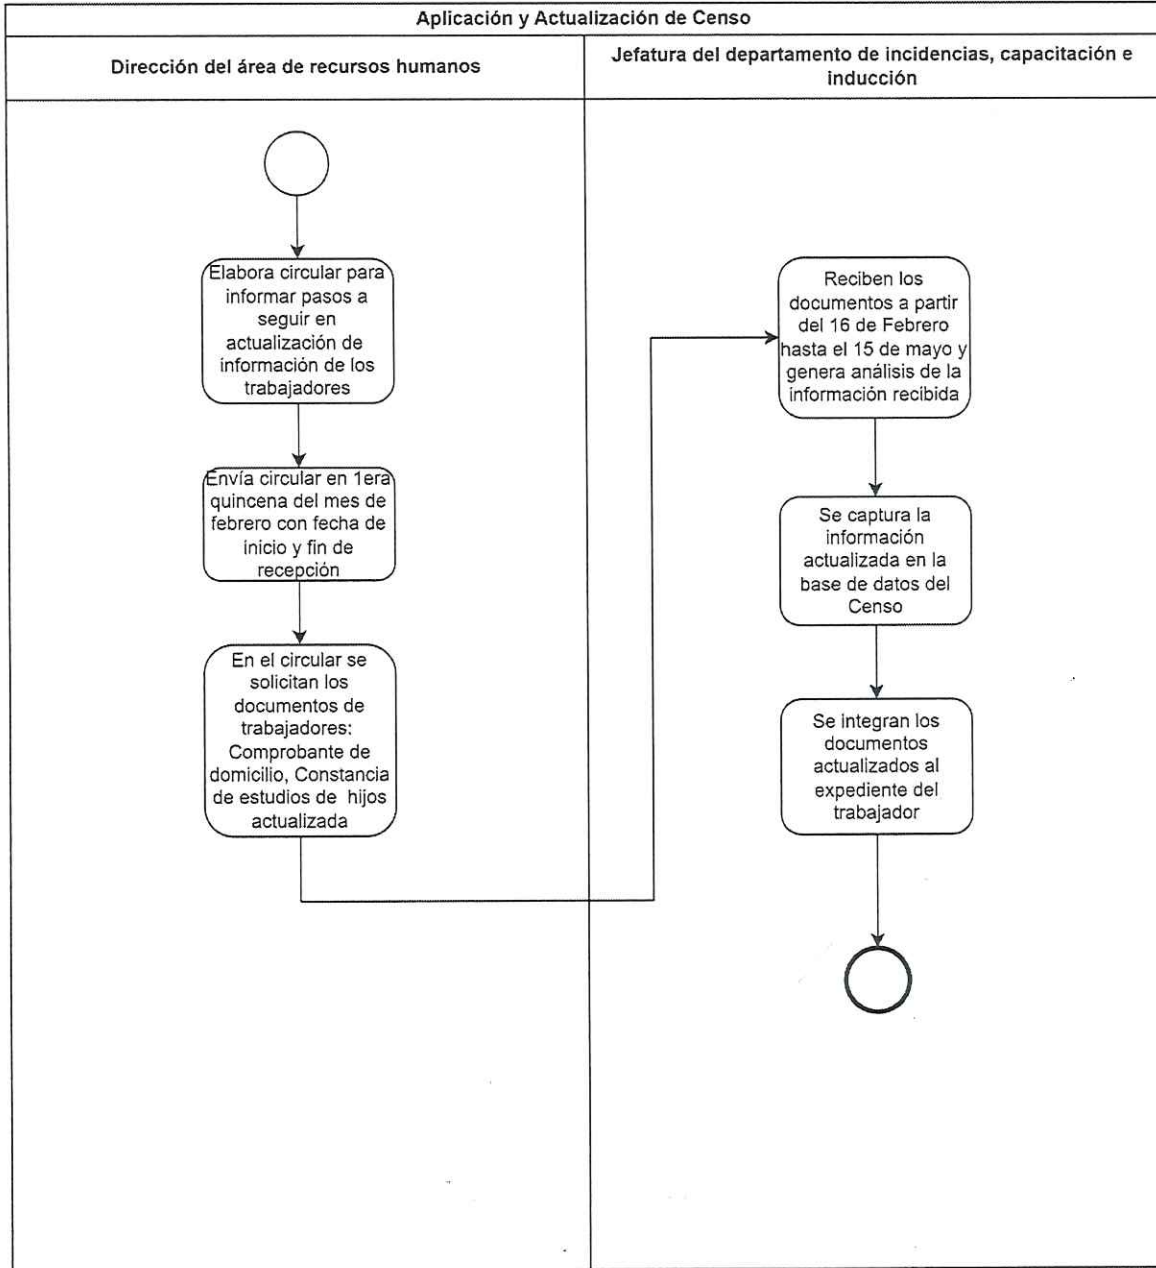 Aplicación y Actualización de Censo
Dirección del área de recursos humanos
Jefatura del departamento de incidencias, capacitación e
inducción
Elabora circular para
informar pasos a
seguir en
actualización de
información de los
trabajadores
Envía circular en 1era
quincena del mes de
febrero con fecha de
inicio y fin de
recepción
En el circular se
solicitan los
documentos de
trabajadores:
Comprobante de
domicilio, Constancia
de estudios de hijos
actualizada
Reciben los
documentos a partir
del 16 de Febrero
hasta el 15 de mayo y
genera análisis de la
información recibida
Se captura la
información
actualizada en la
base de datos del
Censo
Se integran los
documentos
actualizados al
expediente del
trabajador